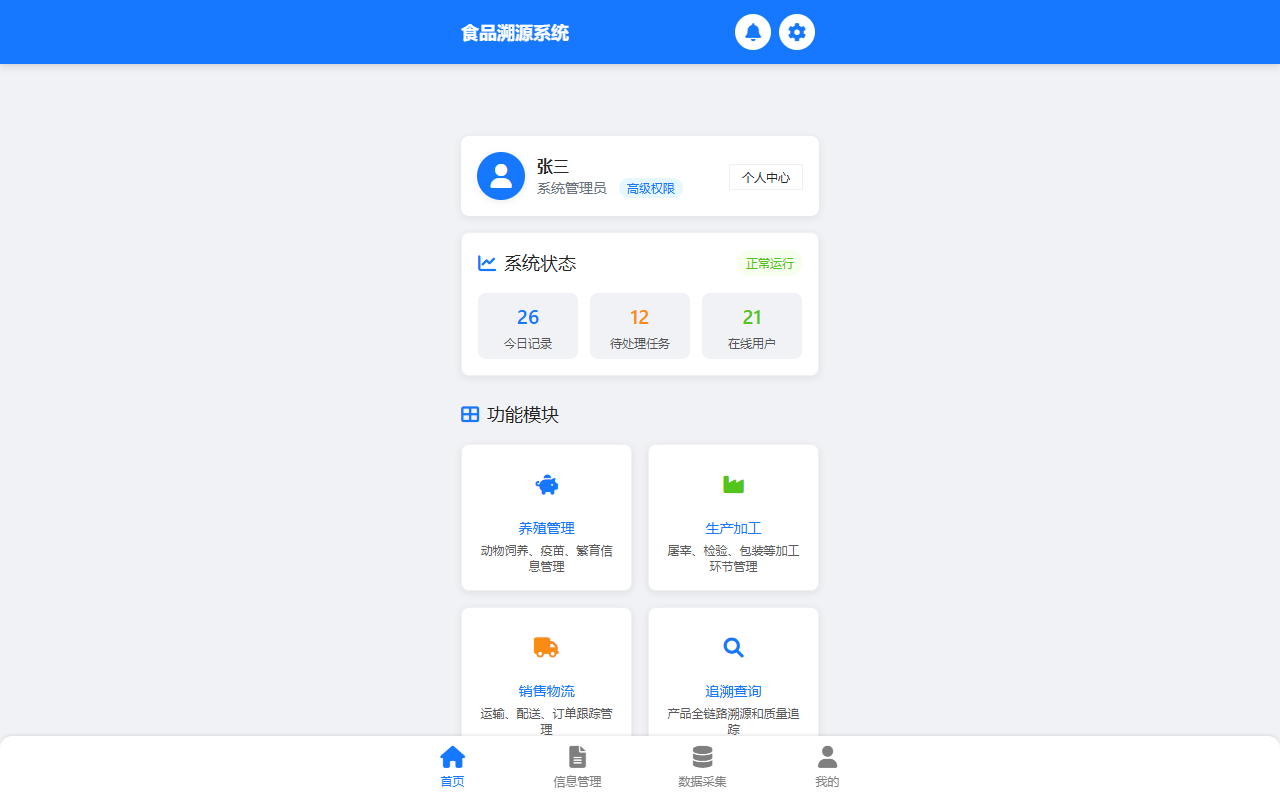 食品溯源系统
张三
系统管理员 高级权限
个人中心
系统状态
正常运行
26
今日记录
12
待处理任务
21
在线用户
功能模块
养殖管理
动物饲养、疫苗、繁育信
息管理
生产加工
屠宰、检验、包装等加工
环节管理
销售物流
运输、配送、订单跟踪管
理
追溯查询
产品全链路溯源和质量追
踪
首页
信息管理
数据采集
我的